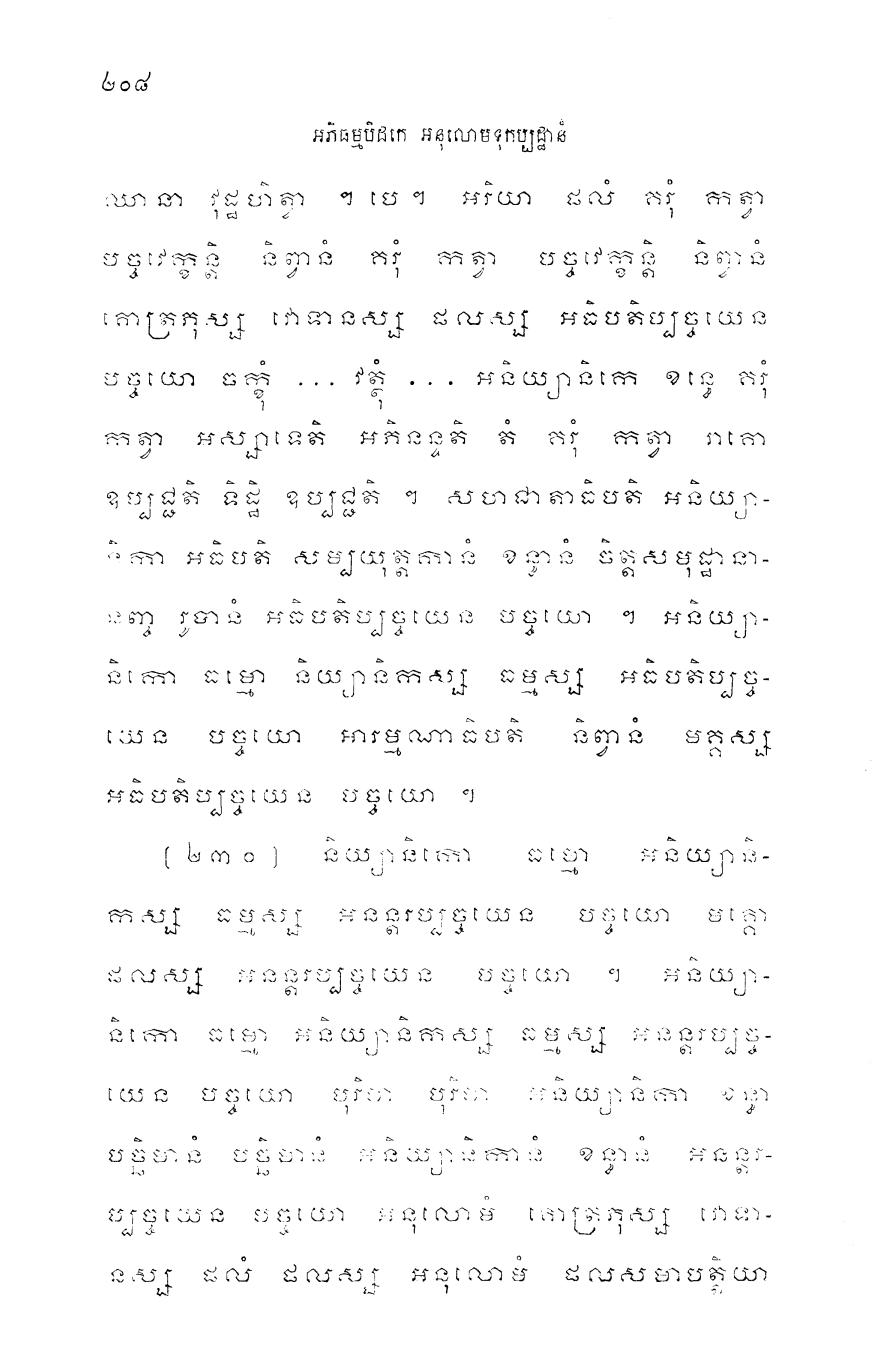 ២០៨
អភិធម្មបិដកេ អនុលោមទុកប្បដ្ឋានំ
ឈានា វុដ្ឋហិត្វា ។ បេ ។ អរិយា ផលំ គរុំ កត្វា
បច្ចវេក្ខន្តិ និព្វានំ គរុំ កត្វា បច្ចវេក្ខន្តិ និព្វានំ
គោត្រភុស្ស វោទានស្ស ផលស្ស អធិបតិប្បច្ចយេន
បច្ចយោ ចក្ខុំ ... វត្ថុំ ... អនិយ្យានិកេ ខន្ធេ គរុំ
កត្វា អស្សាទេតិ អភិនន្ទតិ តំ គរុំ កត្វា រាគោ
ឧប្បជ្ជតិ ទិដ្ឋិ ឧប្បជ្ជតិ ។ សហជាតាធិបតិ អនិយ្យា-
និកា អធិបតិ សម្បយុត្តកានំ ខន្ធានំ ចិត្តសមុដ្ឋានា-
នញ្ច រូបានំ អធិបតិប្បច្ចយេន បច្ចយោ ។ អនិយ្យា-
និកោ ធម្មោ និយ្យានិកស្ស ធម្មស្ស អធិបតិប្បច្ច-
យេន បច្ចយោ អារម្មណាធិបតិ និព្វានំ មគ្គស្ស
អធិបតិប្បច្ចយេន បច្ចយោ ។
[ ២៣០ ] និយ្យានិកោ ធម្មោ អនិយ្យានិ-
កស្ស ធម្មស្ស អនន្តរប្បច្ចយេន បច្ចយោ មគ្គោ
ផលស្ស អនន្តរប្បច្ចយេន បច្ចយោ ។ អនិយ្យា-
និកោ ធម្មោ អនិយ្យានិកស្ស ធម្មស្ស អនន្តរប្បច្ច-
យេន បច្ចយោ បុរិមា បុរិមា អនិយ្យានិកា ខន្ធា
បច្ឆិមានំ បច្ឆិមានំ អនិយ្យានិកានំ ខន្ធានំ អនន្តរ-
ប្បច្ចយេន បច្ចយោ អនុលោមំ គោត្រភុស្ស វោទា-
នស្ស ផលំ ផលស្ស អនុលោមំ ផលសមាបត្តិយា